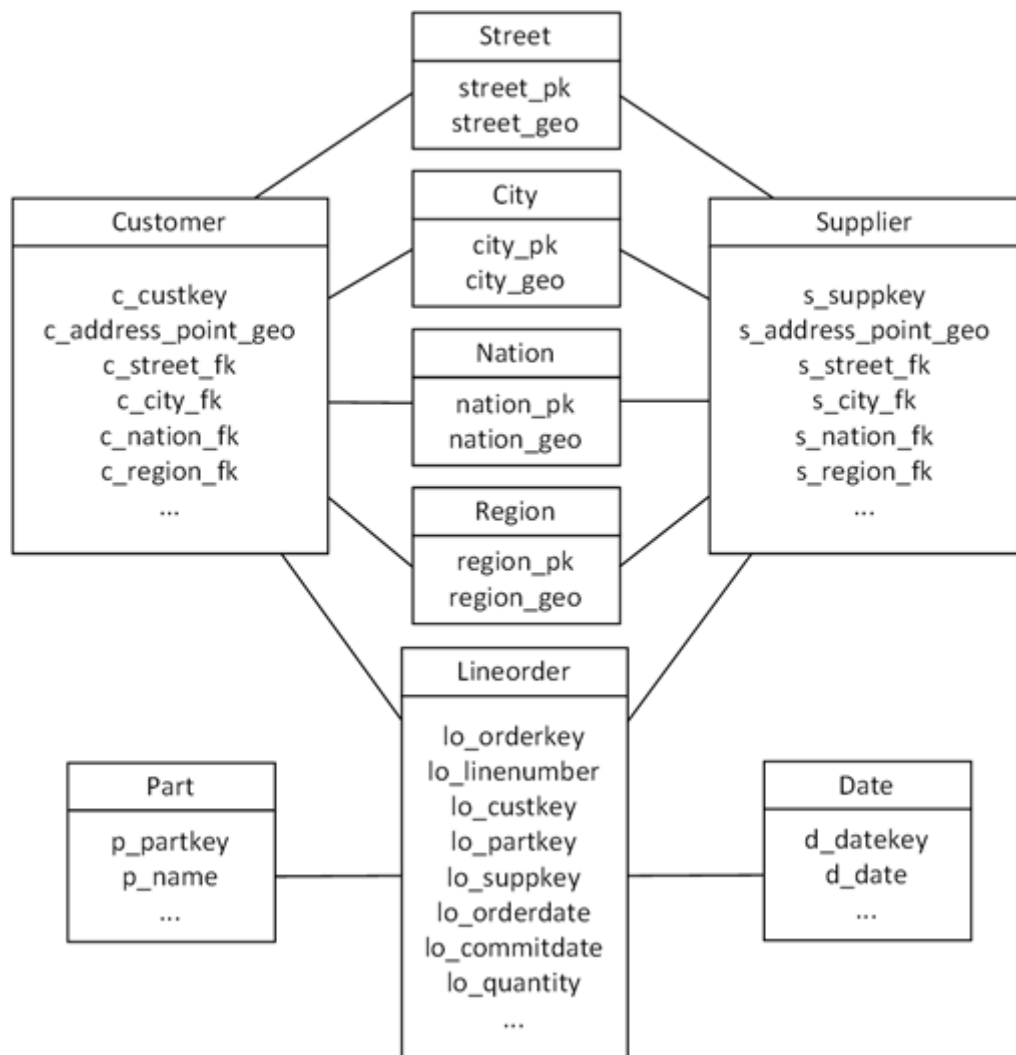 Street
street_pk
street_geo
Customer
c_custkey
c_address_point_geo
c_street_fk
c_city_fk
c_nation_fk
c_region_fk
...
City
city_pk
city_geo
Supplier
s_suppkey
s_address_point_geo
s_street_fk
s_city_fk
s_nation_fk
s_region_fk
...
Nation
nation_pk
nation_geo
Region
region_pk
region_geo
Lineorder
lo_orderkey
lo_linenumber
lo_custkey
lo_partkey
lo_suppkey
lo_orderdate
lo_commitdate
lo_quantity
...
Part
p_partkey
p_name
...
Date
d_datekey
d_date
...